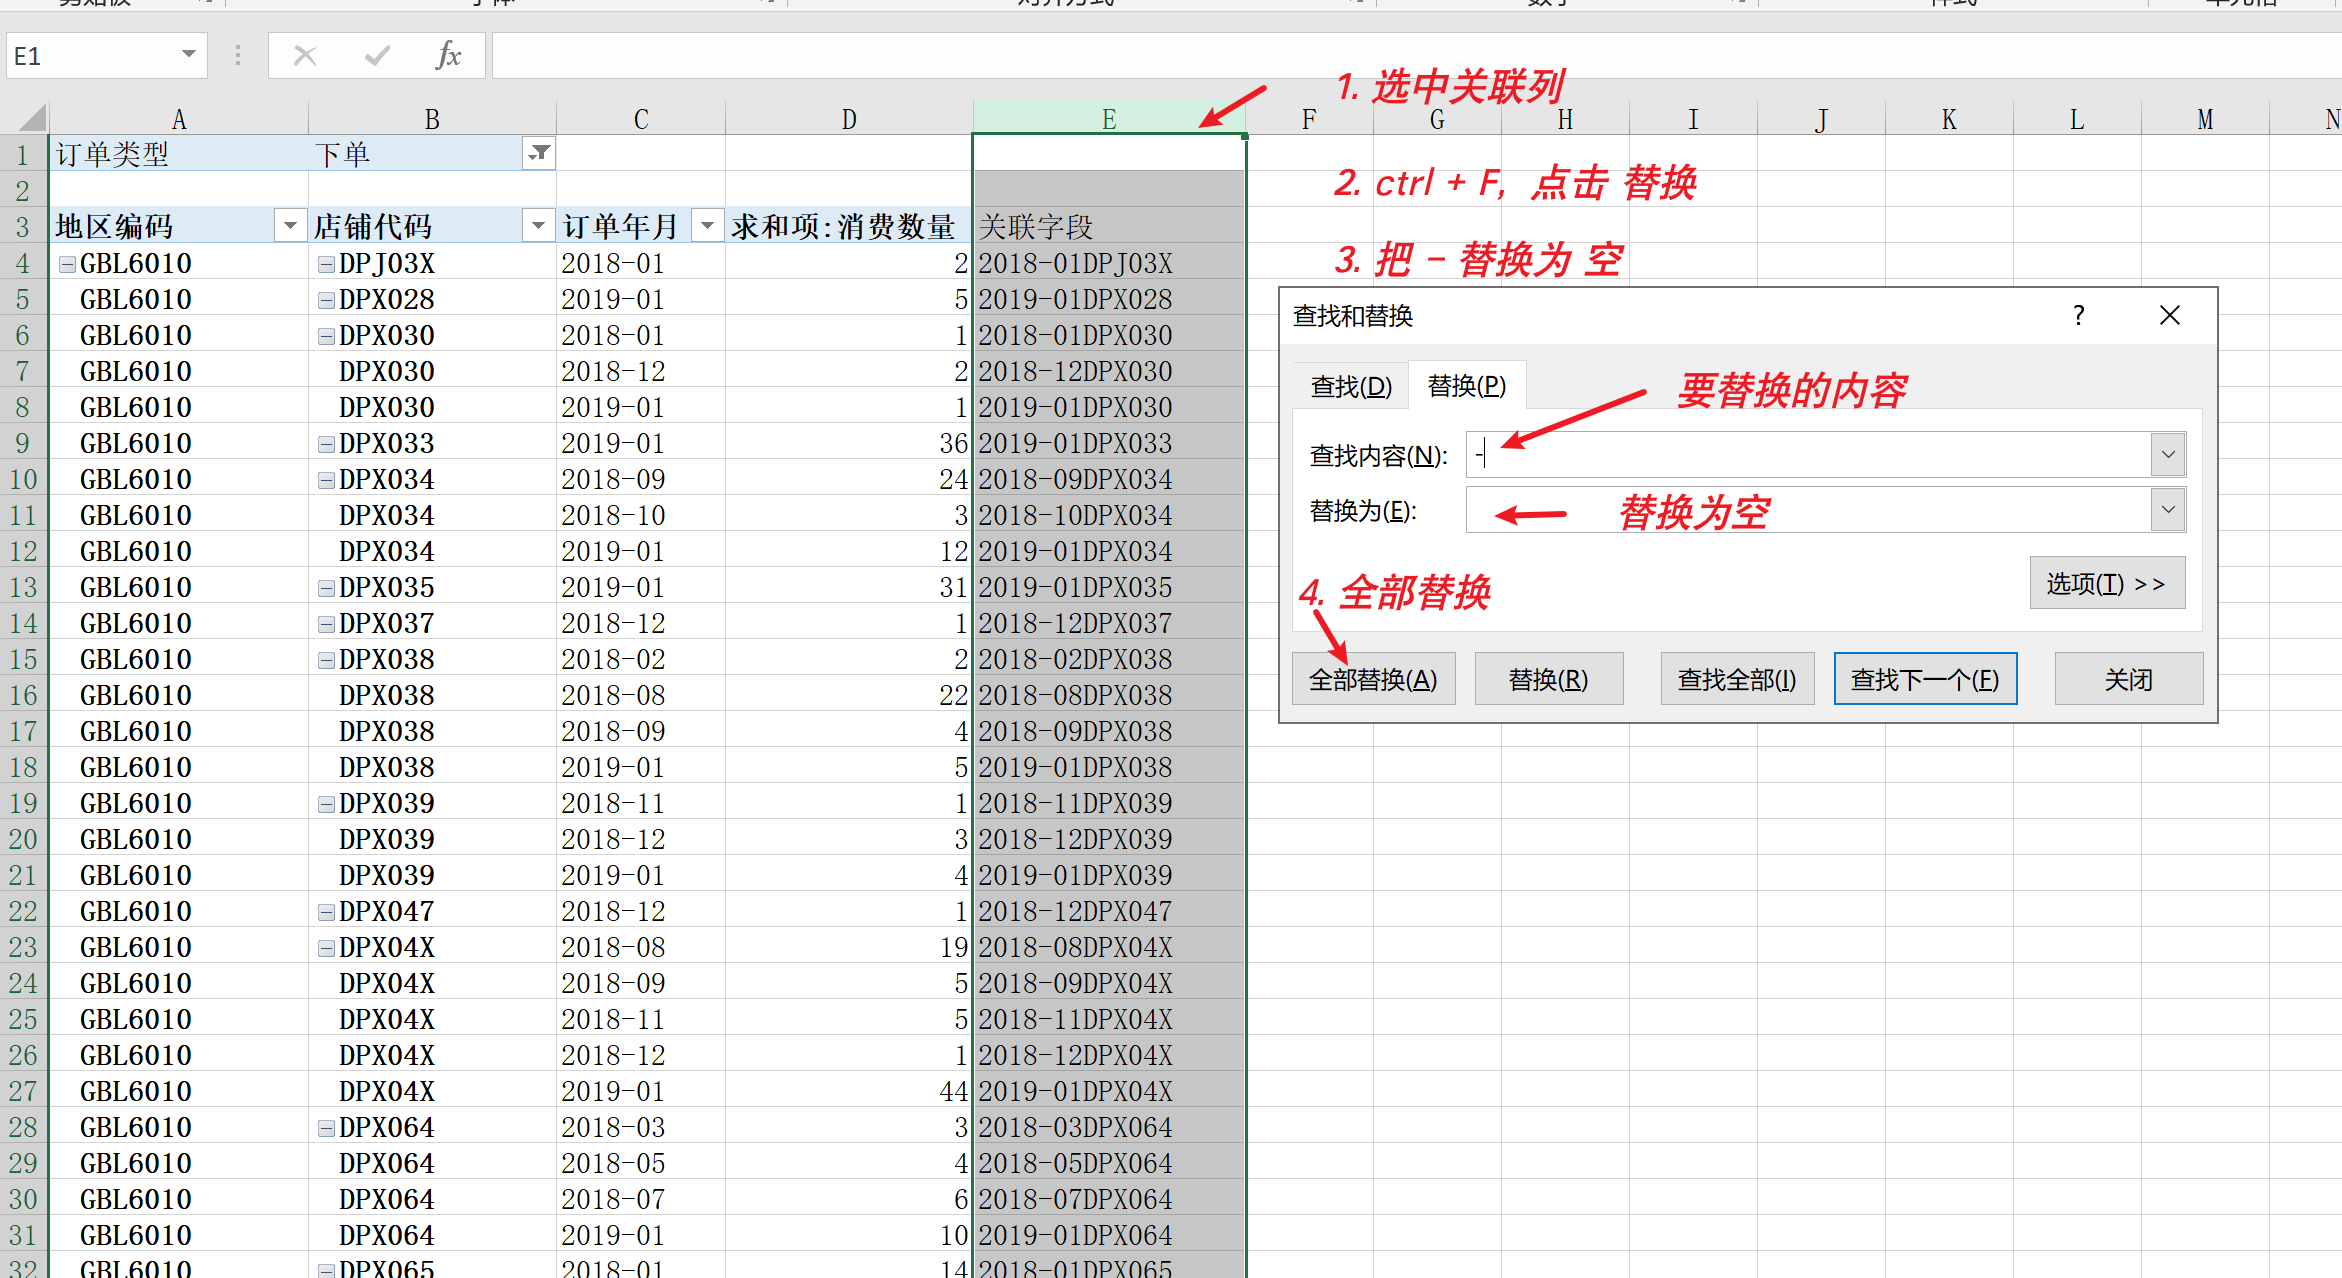 E1
fx
1. 选中关联列
A B C D E F G H I J K L M N
1 订单类型 下单
2
2. ctrl + F，点击 替换
3 地区编码 店铺代码 订单年月 求和项:消费数量 关联字段
3. 把 - 替换为 空
4 GBL6010 DPJ03X 2018-01 2 2018-01DPJ03X
5 GBL6010 DPX028 2019-01 5 2019-01DPX028
6 GBL6010 DPX030 2018-01 1 2018-01DPX030
7 GBL6010 DPX030 2018-12 2 2018-12DPX030
8 GBL6010 DPX030 2019-01 1 2019-01DPX030
9 GBL6010 DPX033 2019-01 36 2019-01DPX033
10 GBL6010 DPX034 2018-09 24 2018-09DPX034
11 GBL6010 DPX034 2018-10 3 2018-10DPX034
12 GBL6010 DPX034 2019-01 12 2019-01DPX034
13 GBL6010 DPX035 2019-01 31 2019-01DPX035
14 GBL6010 DPX037 2018-12 1 2018-12DPX037
15 GBL6010 DPX038 2018-02 2 2018-02DPX038
16 GBL6010 DPX038 2018-08 22 2018-08DPX038
17 GBL6010 DPX038 2018-09 4 2018-09DPX038
18 GBL6010 DPX038 2019-01 5 2019-01DPX038
19 GBL6010 DPX039 2018-11 1 2018-11DPX039
20 GBL6010 DPX039 2018-12 3 2018-12DPX039
21 GBL6010 DPX039 2019-01 4 2019-01DPX039
22 GBL6010 DPX047 2018-12 1 2018-12DPX047
23 GBL6010 DPX04X 2018-08 19 2018-08DPX04X
24 GBL6010 DPX04X 2018-09 5 2018-09DPX04X
25 GBL6010 DPX04X 2018-11 5 2018-11DPX04X
26 GBL6010 DPX04X 2018-12 1 2018-12DPX04X
27 GBL6010 DPX04X 2019-01 44 2019-01DPX04X
28 GBL6010 DPX064 2018-03 3 2018-03DPX064
29 GBL6010 DPX064 2018-05 4 2018-05DPX064
30 GBL6010 DPX064 2018-07 6 2018-07DPX064
31 GBL6010 DPX064 2019-01 10 2019-01DPX064
32 GBL6010 DPX065 2018-01 14 2018-01DPX065
查找和替换 ?
查找(D) 替换(P)
要替换的内容
查找内容(N): -
替换为(E): 替换为空
选项(T) >>
4. 全部替换
全部替换(A) 替换(R) 查找全部(I) 查找下一个(F) 关闭